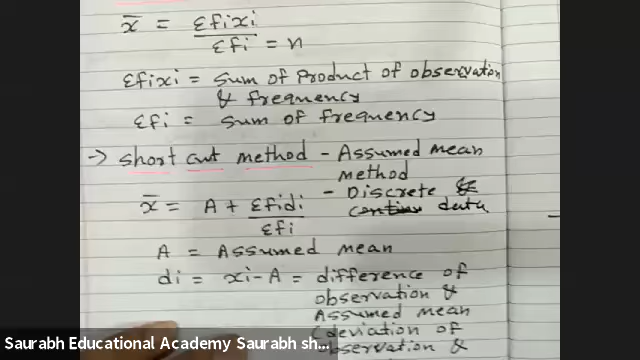 x̄ = Σfixi
Σfi = n
Σfixi = sum of product of observation
& frequency
Σfi = sum of frequency
→ short cut method - Assumed mean
method
- Discrete &
x̄ = A + Σfidi contin data
Σfi
A = Assumed mean
di = xi-A = difference of
observation &
Assumed mean
(deviation of
observation &
Saurabh Educational Academy Saurabh sh...